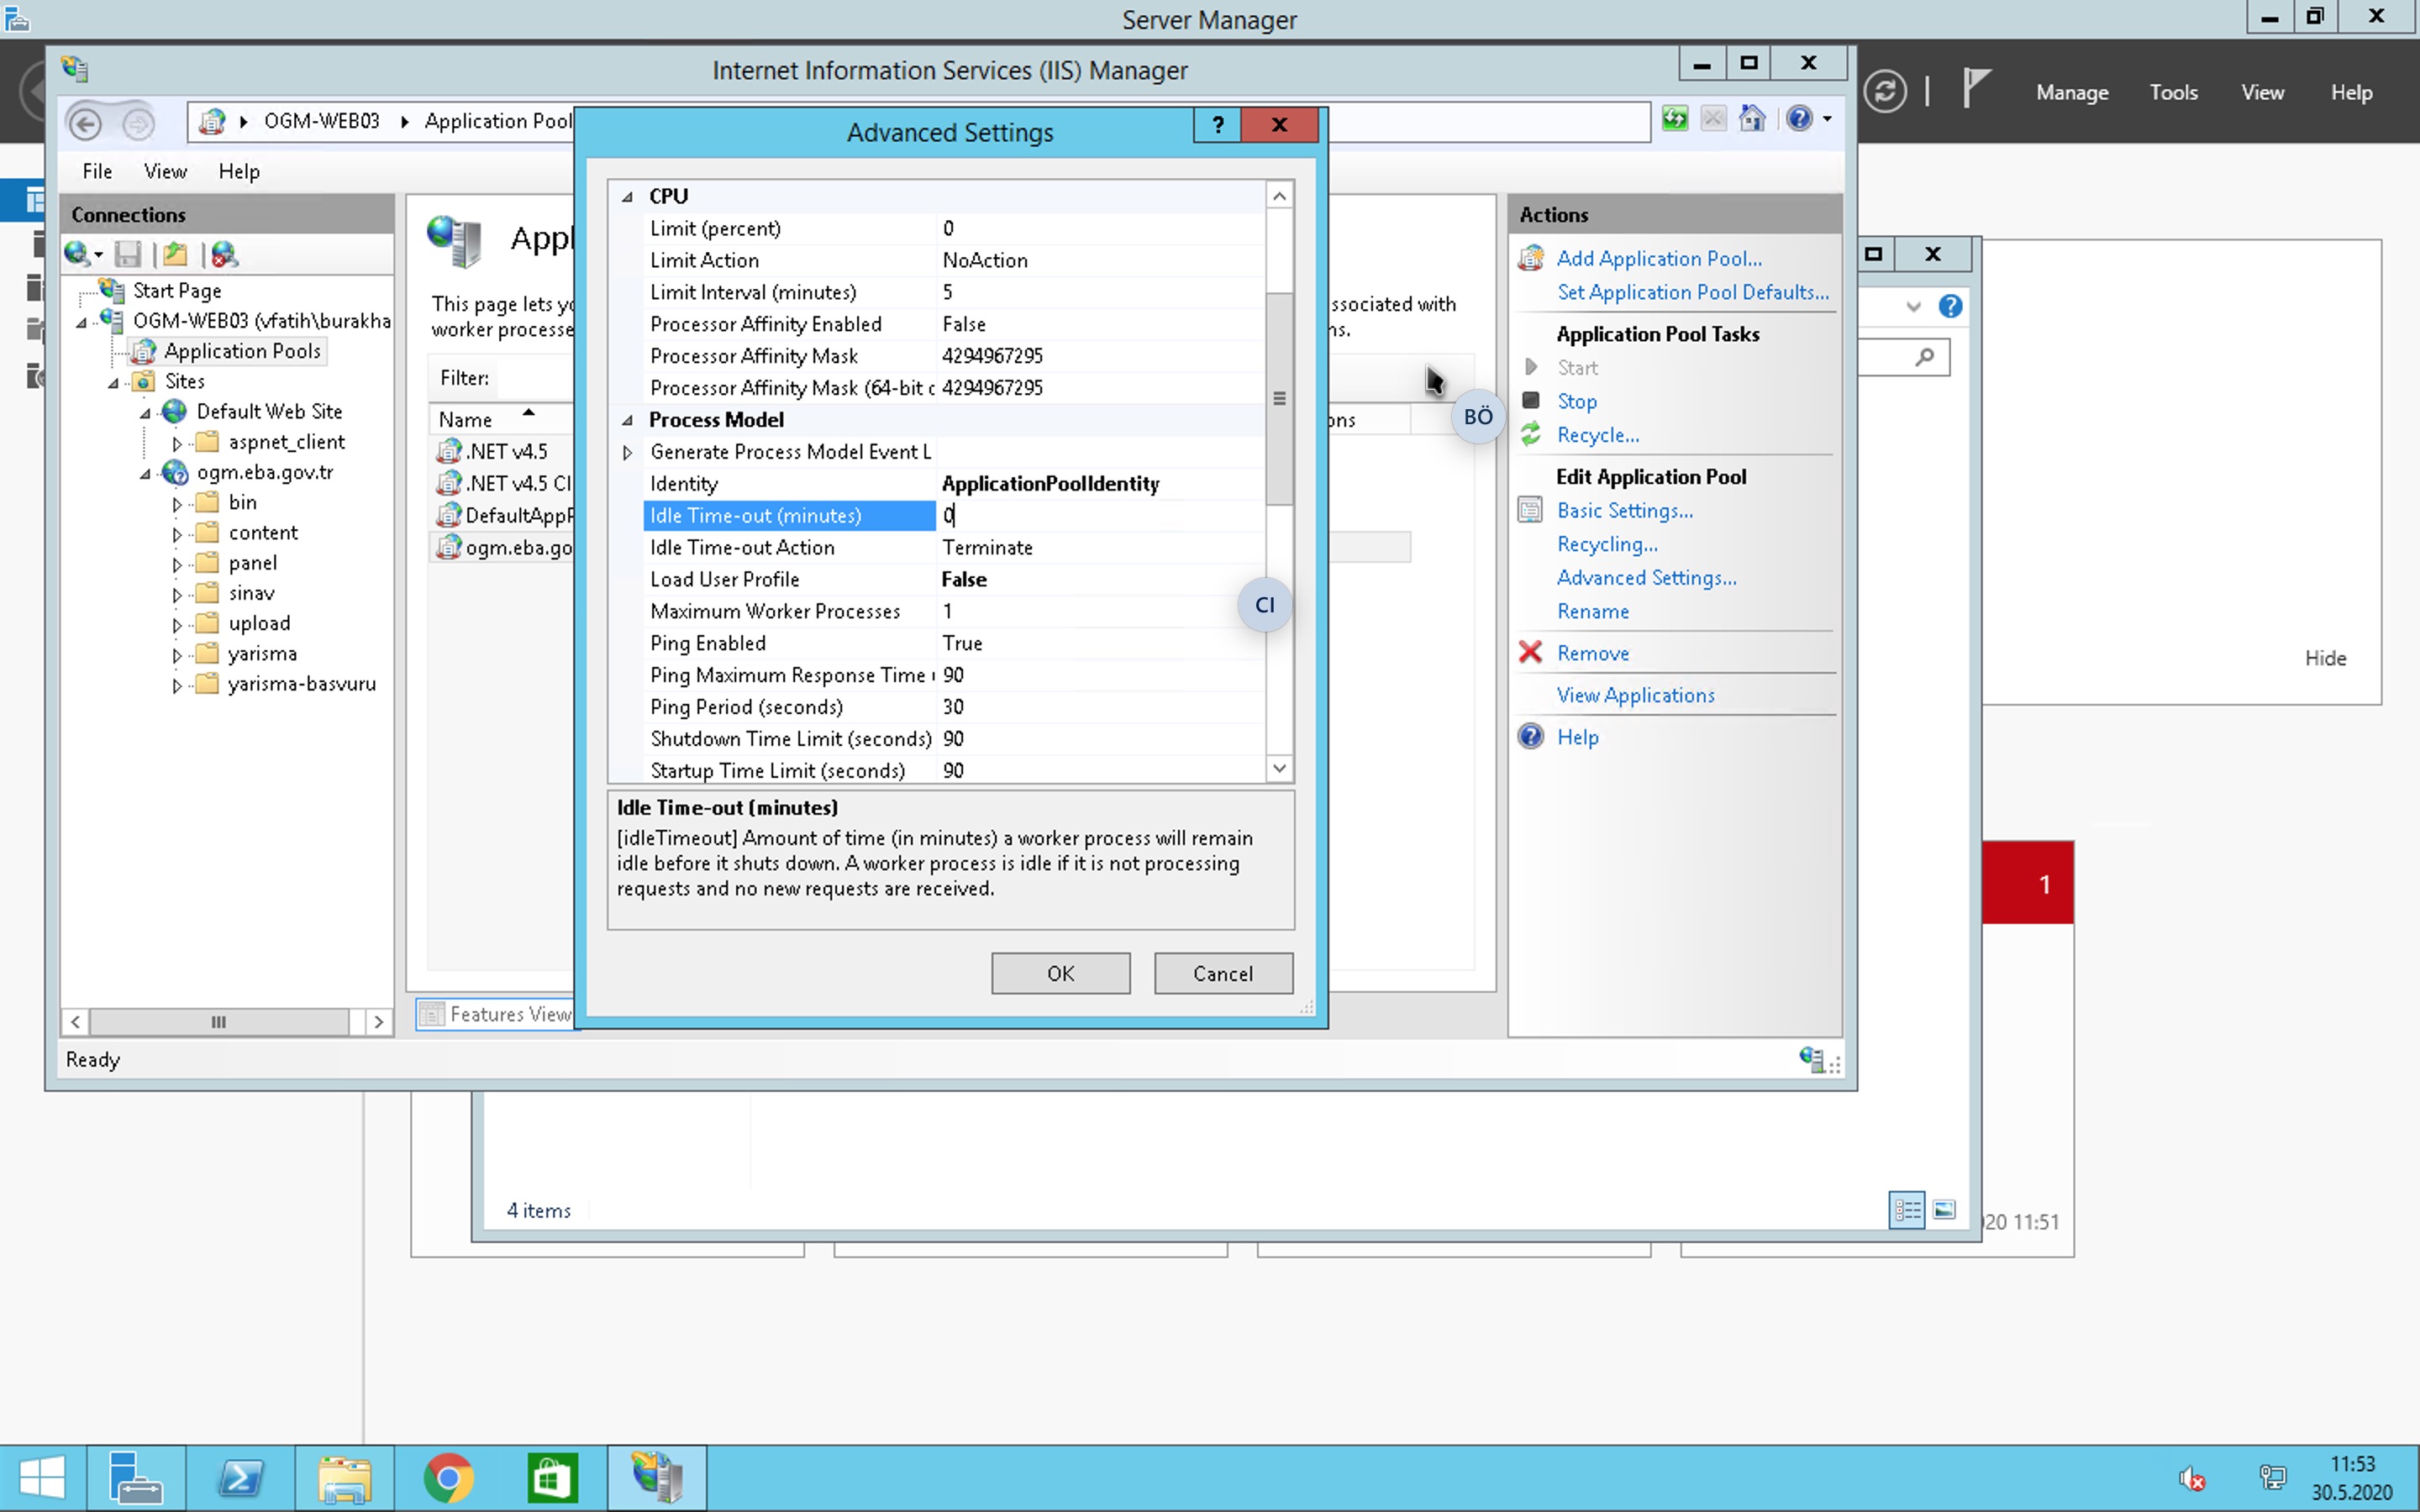 Server Manager
Internet Information Services (IIS) Manager
Manage
Tools
View
Help
OGM-WEB03
Application Pool
File
View
Help
Connections
Start Page
OGM-WEB03 (vfatih\burakha
Application Pools
Sites
Default Web Site
aspnet_client
ogm.eba.gov.tr
bin
content
panel
sinav
upload
yarisma
yarisma-basvuru
Appl
This page lets yo
ssociated with
worker processe
ns.
Filter:
Name
ons
.NET v4.5
.NET v4.5 Cl
DefaultAppP
ogm.eba.go
Features View
Ready
Advanced Settings
?
CPU
Limit (percent) 0
Limit Action NoAction
Limit Interval (minutes) 5
Processor Affinity Enabled False
Processor Affinity Mask 4294967295
Processor Affinity Mask (64-bit o 4294967295
Process Model
Generate Process Model Event L
Identity ApplicationPoolIdentity
Idle Time-out (minutes) 0
Idle Time-out Action Terminate
Load User Profile False
Maximum Worker Processes 1
Ping Enabled True
Ping Maximum Response Time ( 90
Ping Period (seconds) 30
Shutdown Time Limit (seconds) 90
Startup Time Limit (seconds) 90
Idle Time-out (minutes)
[idleTimeout] Amount of time (in minutes) a worker process will remain
idle before it shuts down. A worker process is idle if it is not processing
requests and no new requests are received.
OK
Cancel
BÖ
CI
Actions
Add Application Pool...
Set Application Pool Defaults...
Application Pool Tasks
Start
Stop
Recycle...
Edit Application Pool
Basic Settings...
Recycling...
Advanced Settings...
Rename
Remove
View Applications
Help
Hide
1
4 items
20 11:51
11:53
30.5.2020